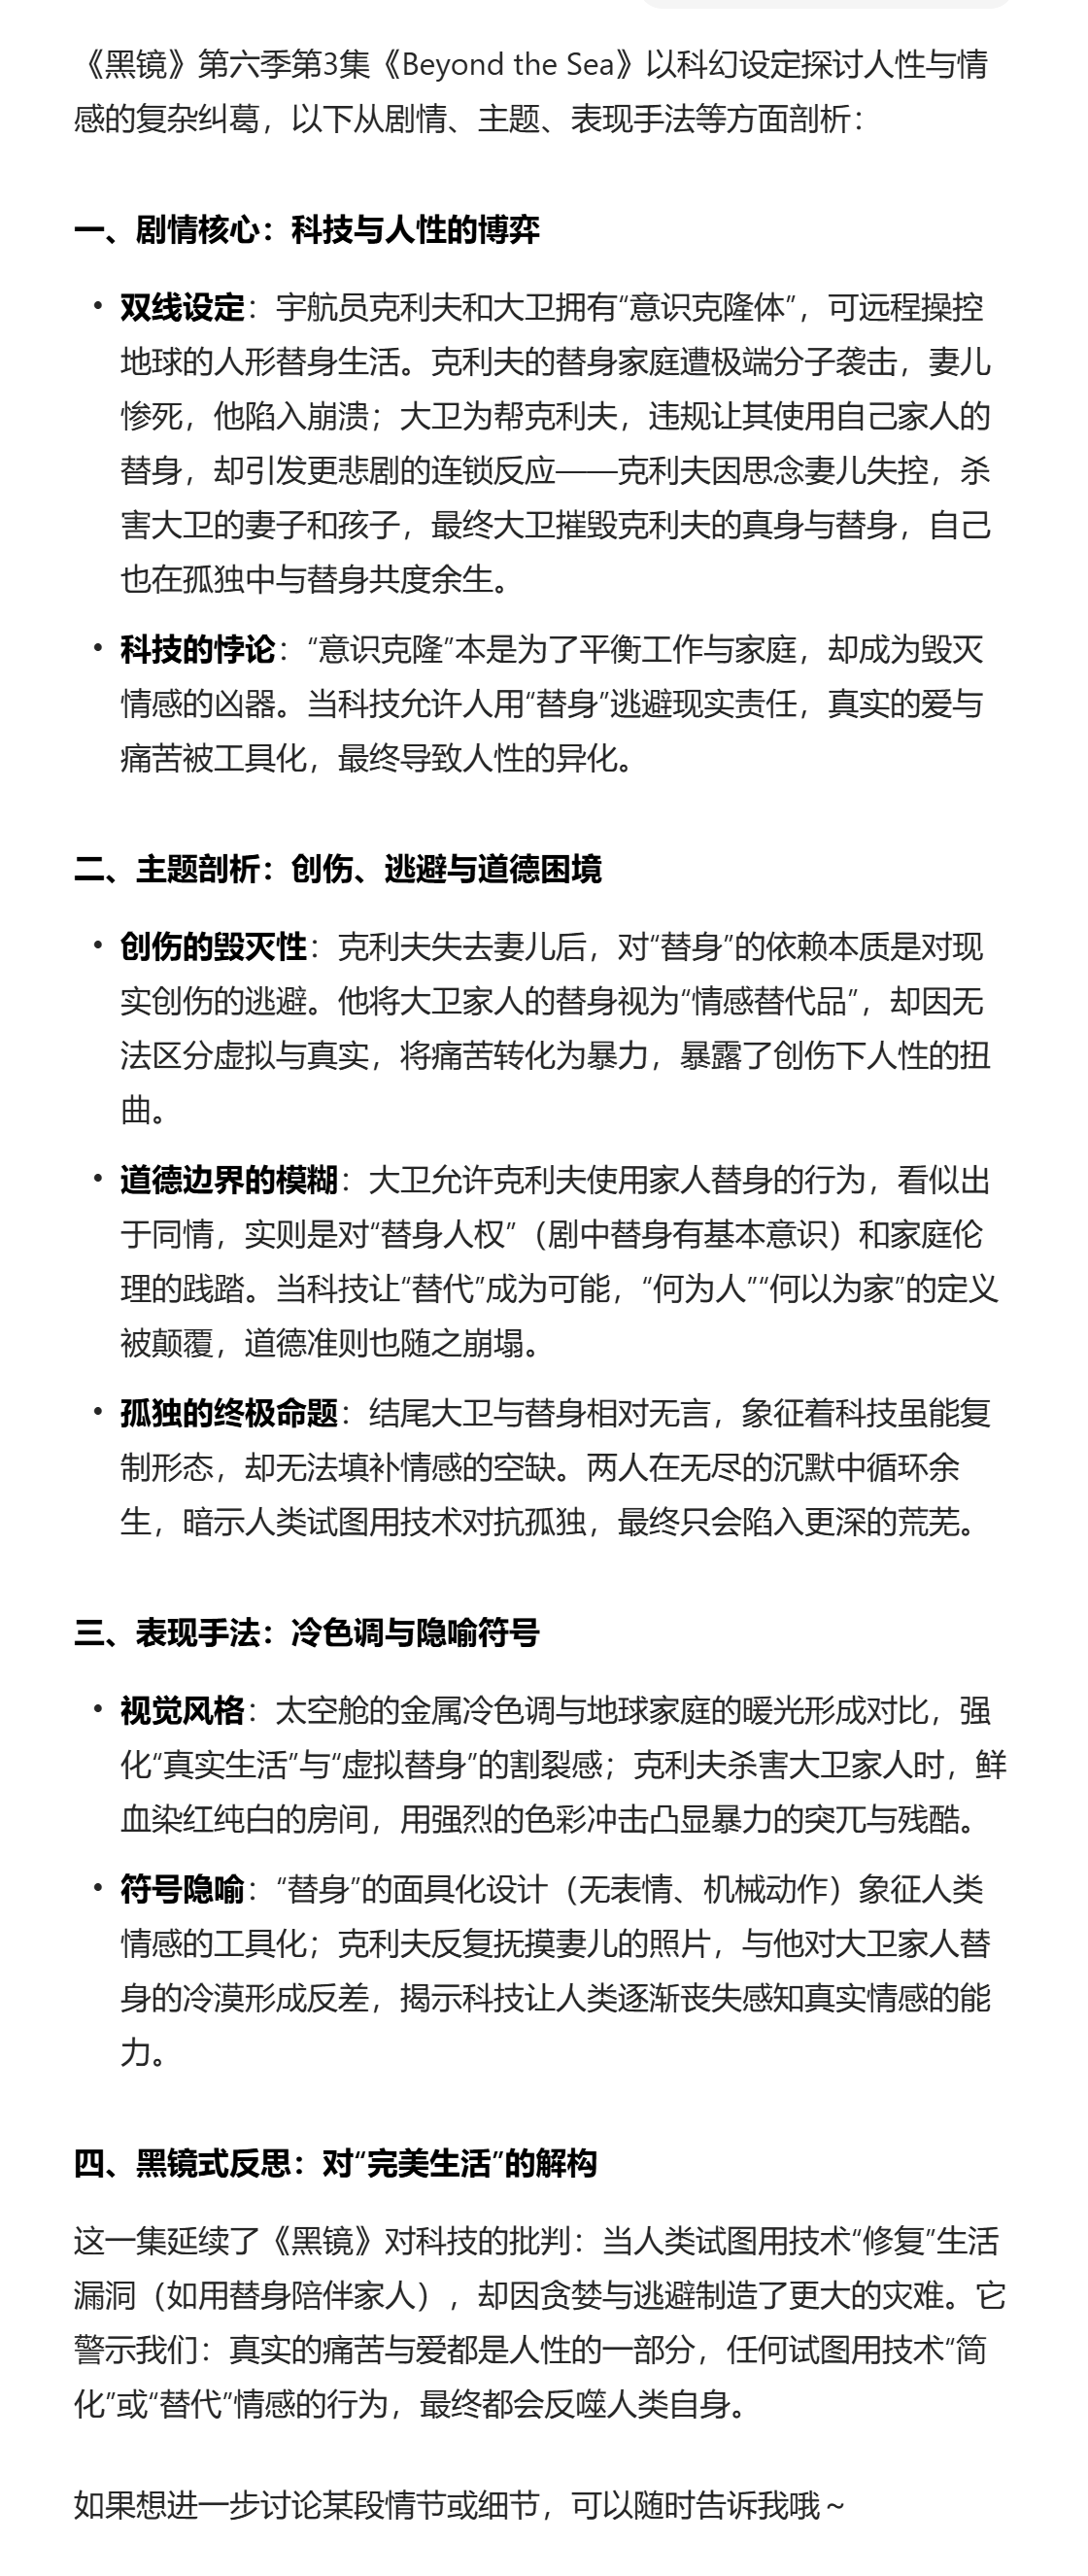 《黑镜》第六季第3集《Beyond the Sea》以科幻设定探讨人性与情
感的复杂纠葛，以下从剧情、主题、表现手法等方面剖析：
一、剧情核心：科技与人性的博弈
• 双线设定：宇航员克利夫和大卫拥有“意识克隆体”，可远程操控
地球的人形替身生活。克利夫的替身家庭遭极端分子袭击，妻儿
惨死，他陷入崩溃；大卫为帮克利夫，违规让其使用自己家人的
替身，却引发更悲剧的连锁反应——克利夫因思念妻儿失控，杀
害大卫的妻子和孩子，最终大卫摧毁克利夫的真身与替身，自己
也在孤独中与替身共度余生。
• 科技的悖论：“意识克隆”本是为了平衡工作与家庭，却成为毁灭
情感的凶器。当科技允许人用“替身”逃避现实责任，真实的爱与
痛苦被工具化，最终导致人性的异化。
二、主题剖析：创伤、逃避与道德困境
• 创伤的毁灭性：克利夫失去妻儿后，对“替身”的依赖本质是对现
实创伤的逃避。他将大卫家人的替身视为“情感替代品”，却因无
法区分虚拟与真实，将痛苦转化为暴力，暴露了创伤下人性的扭
曲。
• 道德边界的模糊：大卫允许克利夫使用家人替身的行为，看似出
于同情，实则是对“替身人权”（剧中替身有基本意识）和家庭伦
理的践踏。当科技让“替代”成为可能，“何为人”“何以为家”的定义
被颠覆，道德准则也随之崩塌。
• 孤独的终极命题：结尾大卫与替身相对无言，象征着科技虽能复
制形态，却无法填补情感的空缺。两人在无尽的沉默中循环余
生，暗示人类试图用技术对抗孤独，最终只会陷入更深的荒芜。
三、表现手法：冷色调与隐喻符号
• 视觉风格：太空舱的金属冷色调与地球家庭的暖光形成对比，强
化“真实生活”与“虚拟替身”的割裂感；克利夫杀害大卫家人时，鲜
血染红纯白的房间，用强烈的色彩冲击凸显暴力的突兀与残酷。
• 符号隐喻：“替身”的面具化设计（无表情、机械动作）象征人类
情感的工具化；克利夫反复抚摸妻儿的照片，与他对大卫家人替
身的冷漠形成反差，揭示科技让人类逐渐丧失感知真实情感的能
力。
四、黑镜式反思：对“完美生活”的解构
这一集延续了《黑镜》对科技的批判：当人类试图用技术“修复”生活
漏洞（如用替身陪伴家人），却因贪婪与逃避制造了更大的灾难。它
警示我们：真实的痛苦与爱都是人性的一部分，任何试图用技术“简
化”或“替代”情感的行为，最终都会反噬人类自身。
如果想进一步讨论某段情节或细节，可以随时告诉我哦～